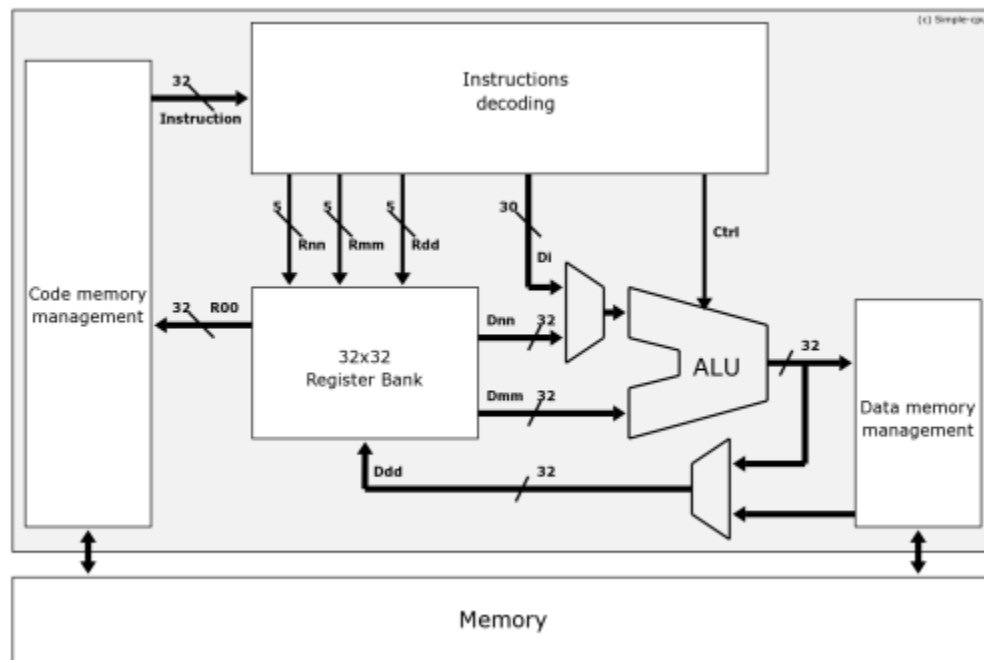 (c) Simple-cpu
Instructions
decoding
32
Instruction
5
5
5
30
Rnn
Rmm
Rdd
Di
Ctrl
Code memory
management
32
R00
32x32
Register Bank
Dnn
32
Dmm
32
ALU
32
Data memory
management
Ddd
32
Memory